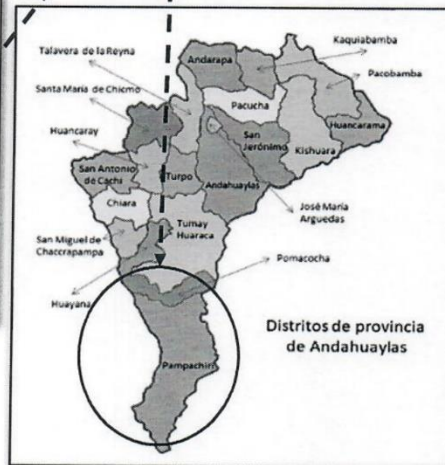 Kaquiabamba
Talavera de la Reyna
Andarapa
Pacobamba
Santa María de Chicmo
Pacucha
Huancarama
Huancaray
San
Jerónimo
Kishuara
San Antonio
de Cachi
Turpo
Andahuaylas
Chiara
José María
Arguedas
Tumay
Huaraca
San Miguel de
Chaccrapampa
Pomacocha
Huayana
Distritos de provincia
de Andahuaylas
Pampachiri